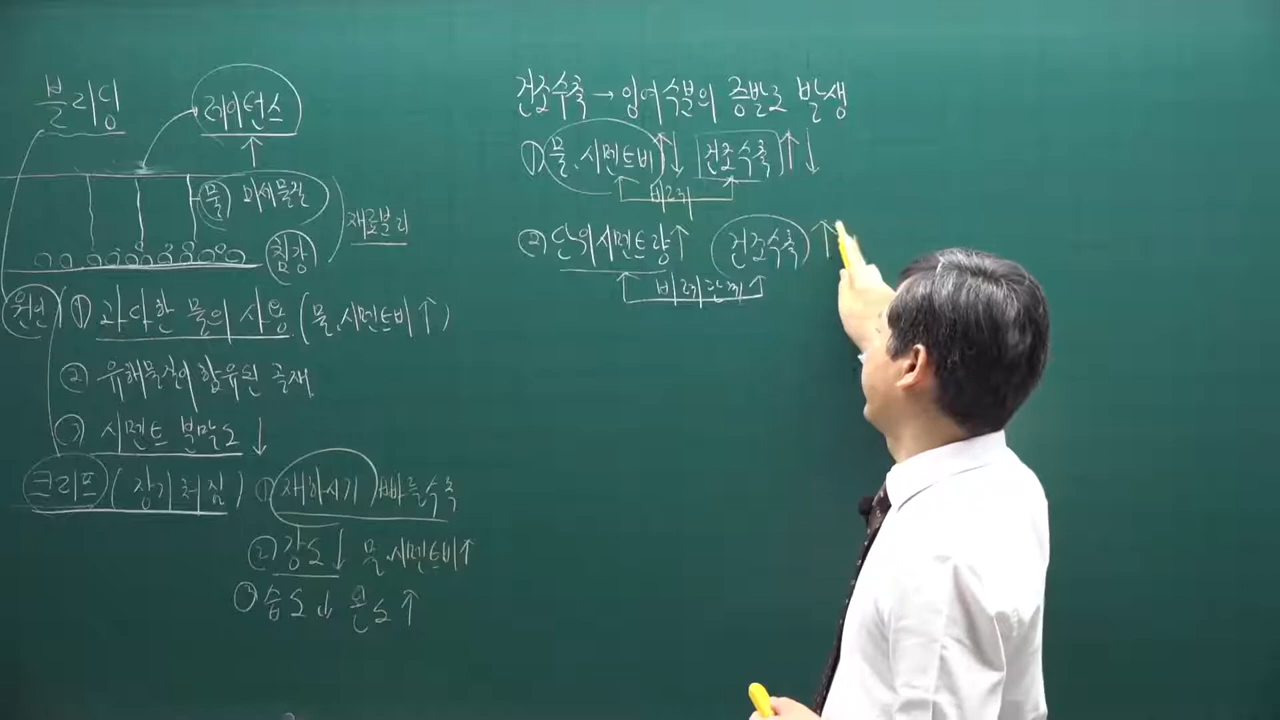 블리딩
레이턴스
물 미세물질
재료분리
침강
원인 ① 과다한 물의 사용 (물.시멘트비↑)
② 유해물질이 함유된 골재
③ 시멘트 분말도 ↓
크리프 (장기처짐) ① 재하시기 빠를수록
② 강도↓ 물.시멘트비↑
③ 습도↓ 온도↑
건조수축 → 잉여수분의 증발로 발생
① 물.시멘트비 ↑↓ 건조수축 ↑↓
비례
② 단위시멘트량↑ 건조수축 ↑
비례관계